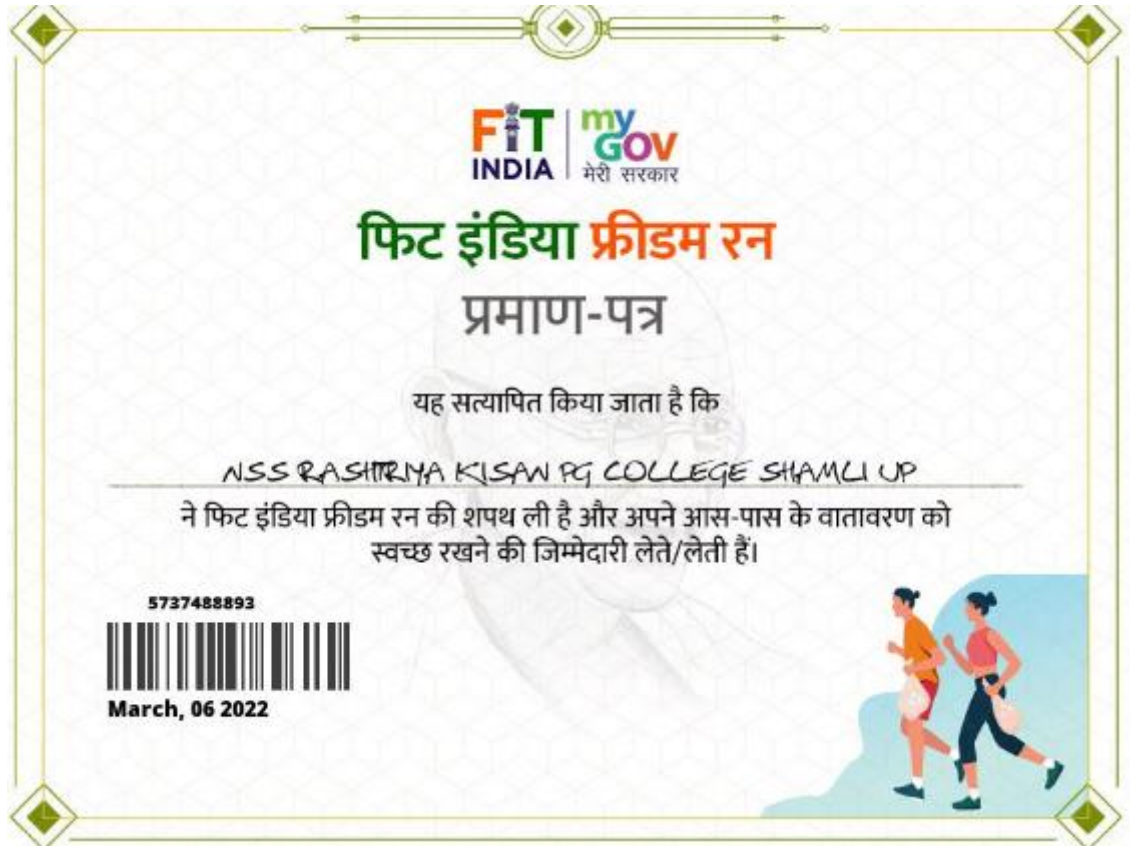 FIT my
INDIA GOV
मेरी सरकार
फिट इंडिया फ्रीडम रन
प्रमाण-पत्र
यह सत्यापित किया जाता है कि
NSS RASHTRIYA KISAN PG COLLEGE SHAMLI UP
ने फिट इंडिया फ्रीडम रन की शपथ ली है और अपने आस-पास के वातावरण को
स्वच्छ रखने की जिम्मेदारी लेते/लेती हैं।
5737488893
March, 06 2022